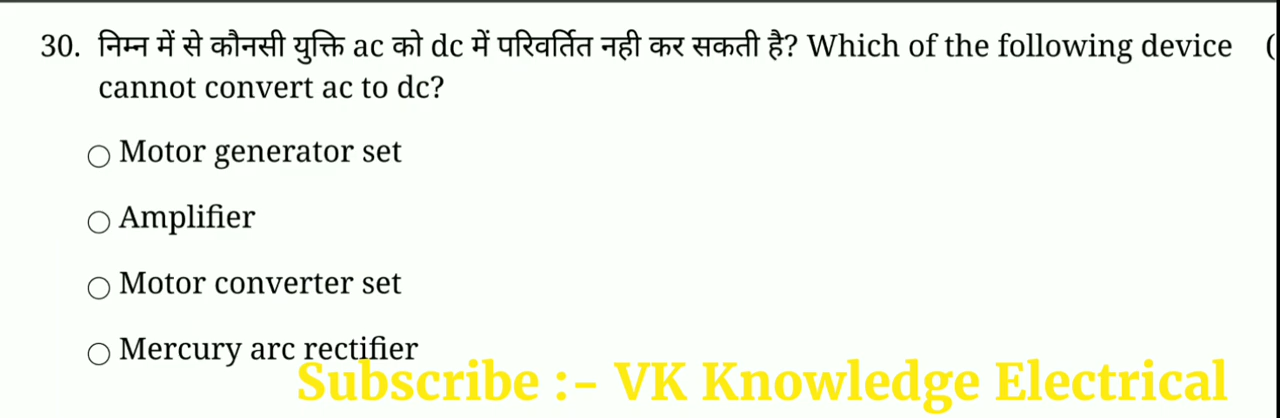 30. निम्न में से कौनसी युक्ति ac को dc में परिवर्तित नही कर सकती है? Which of the following device (
cannot convert ac to dc?
Motor generator set
Amplifier
Motor converter set
Mercury arc rectifier
Subscribe :- VK Knowledge Electrical